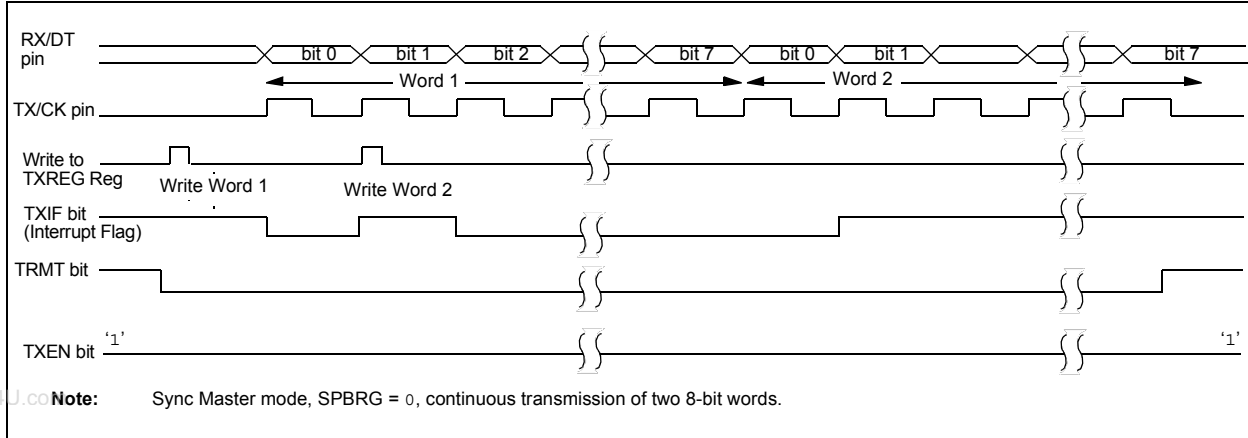 RX/DT
pin
bit 0 bit 1 bit 2 bit 7 bit 0 bit 1 bit 7
Word 1 Word 2
TX/CK pin
Write to
TXREG Reg
Write Word 1 Write Word 2
TXIF bit
(Interrupt Flag)
TRMT bit
TXEN bit ‘1’ ‘1’
Note: Sync Master mode, SPBRG = 0, continuous transmission of two 8-bit words.